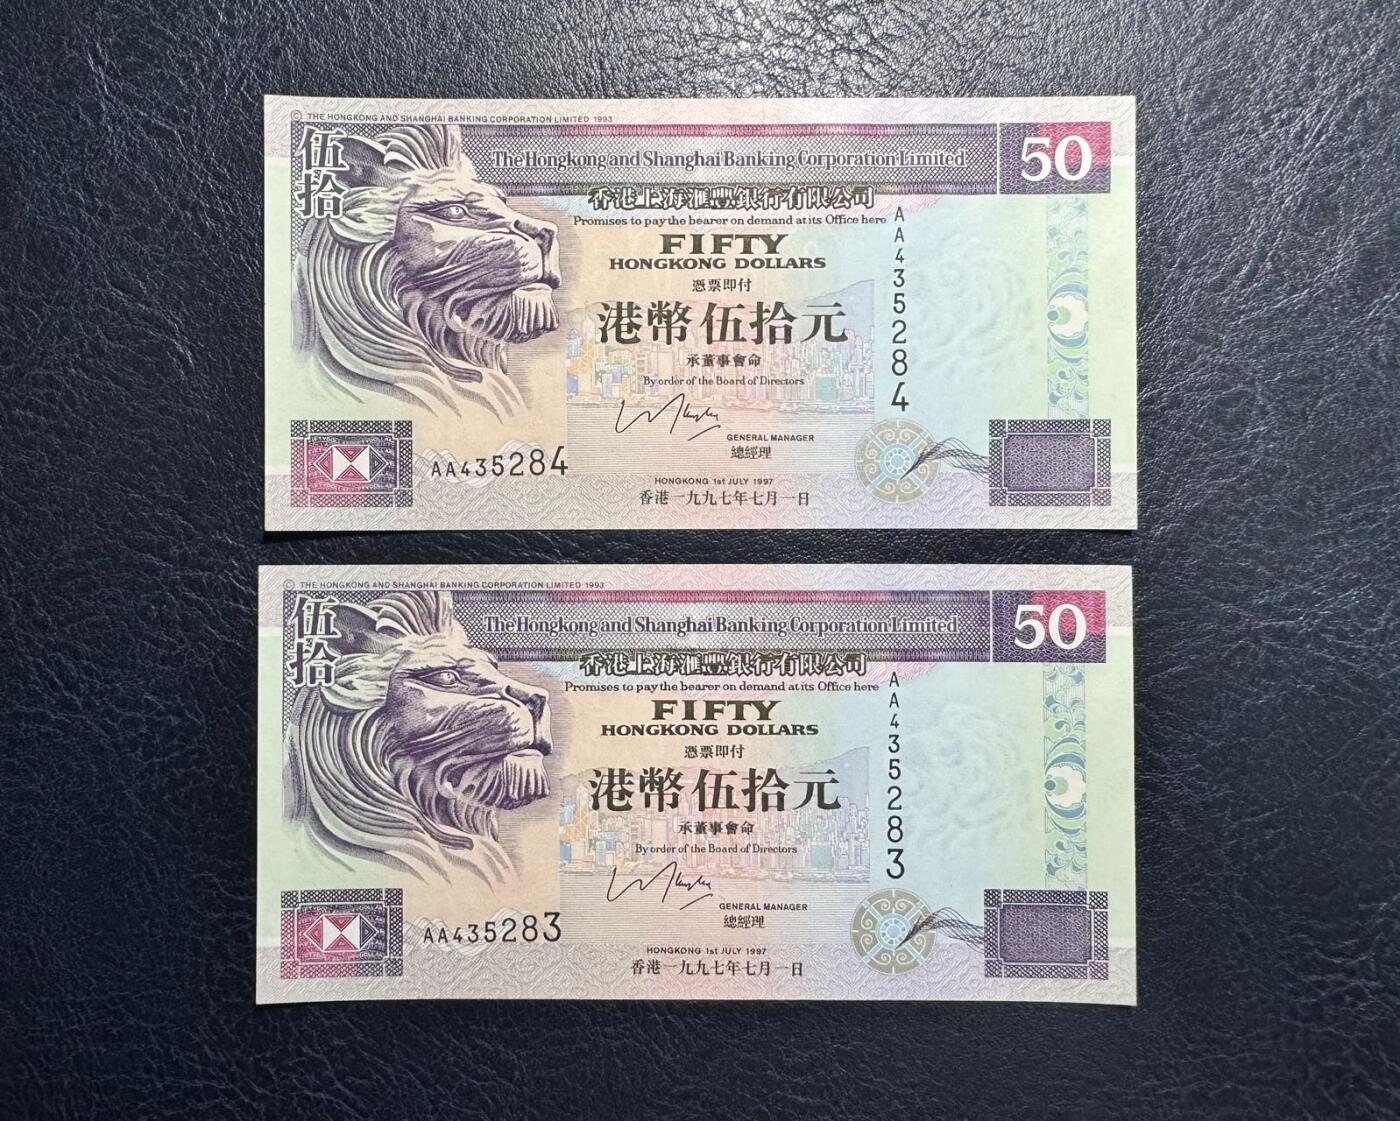 © THE HONGKONG AND SHANGHAI BANKING CORPORATION LIMITED 1993
伍拾
The Hongkong and Shanghai Banking Corporation Limited
50
香港上海滙豐銀行有限公司
Promises to pay the bearer on demand at its Office here
FIFTY
HONGKONG DOLLARS
憑票即付
港幣伍拾元
承董事會命
By order of the Board of Directors
AA435284
GENERAL MANAGER
總經理
AA435284
HONGKONG 1st JULY 1997
香港一九九七年七月一日
© THE HONGKONG AND SHANGHAI BANKING CORPORATION LIMITED 1993
伍拾
The Hongkong and Shanghai Banking Corporation Limited
50
香港上海滙豐銀行有限公司
Promises to pay the bearer on demand at its Office here
FIFTY
HONGKONG DOLLARS
憑票即付
港幣伍拾元
承董事會命
By order of the Board of Directors
AA435283
GENERAL MANAGER
總經理
AA435283
HONGKONG 1st JULY 1997
香港一九九七年七月一日